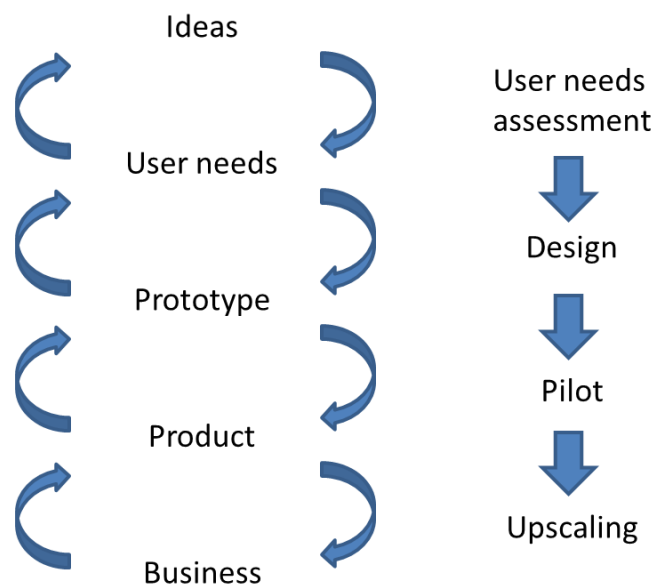 Ideas
User needs
Prototype
Product
Business
User needs
assessment
Design
Pilot
Upscaling